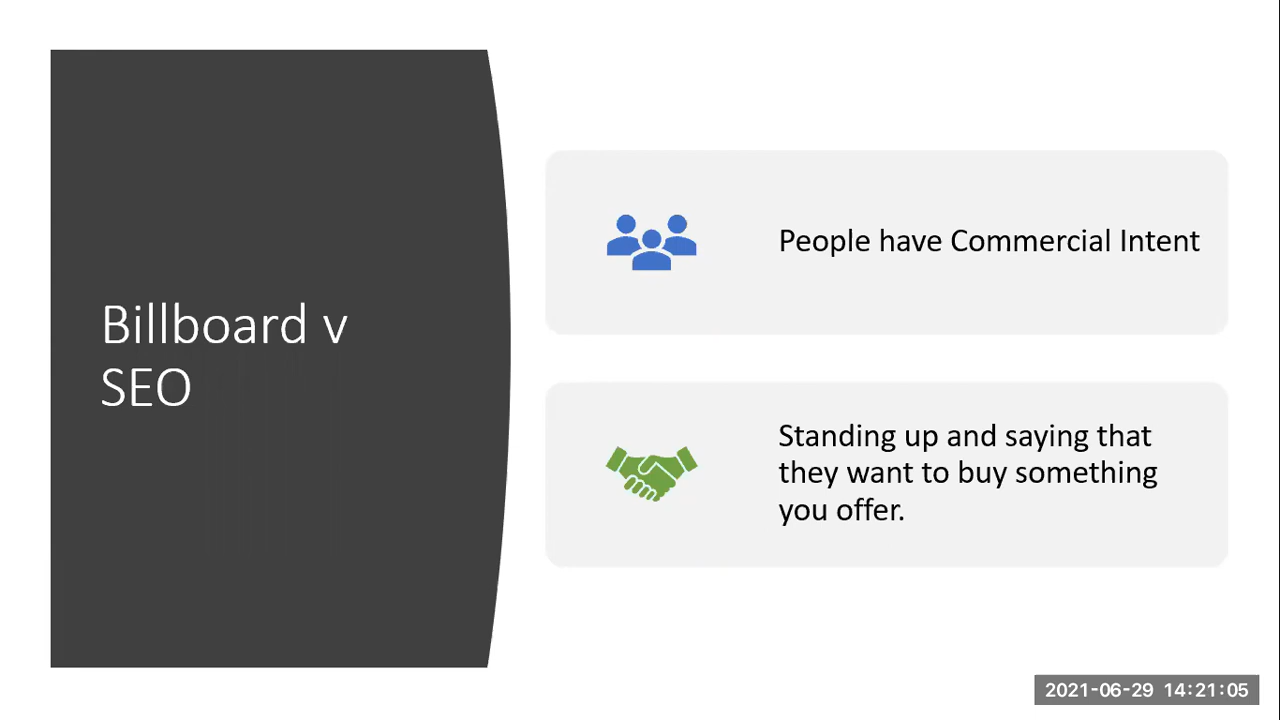 Billboard v
SEO
People have Commercial Intent
Standing up and saying that
they want to buy something
you offer.
2021-06-29 14:21:05